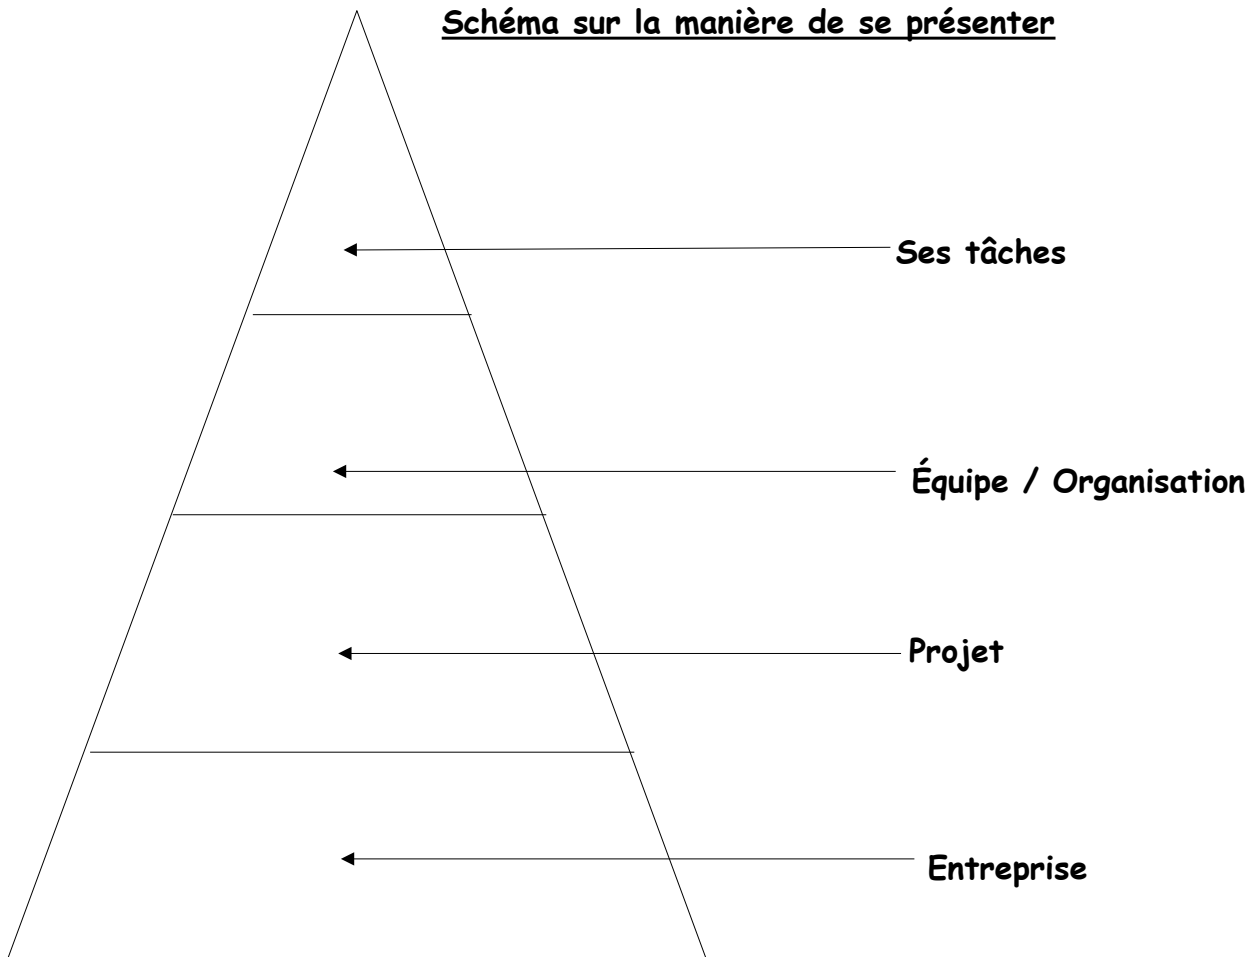 Schéma sur la manière de se présenter
Ses tâches
Équipe / Organisation
Projet
Entreprise